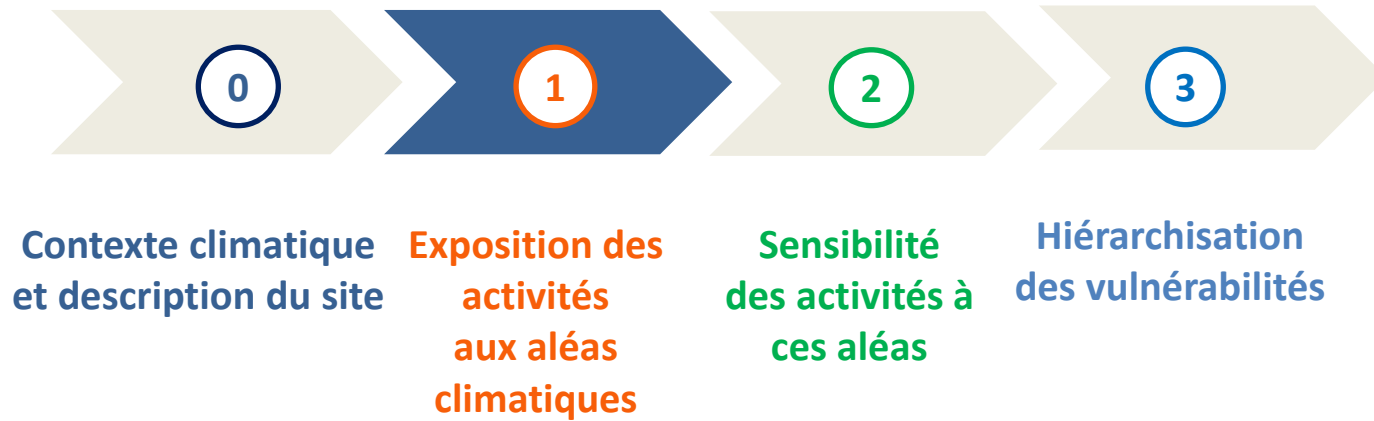 0
1
2
3
Contexte climatique
et description du site
Exposition des
activités
aux aléas
climatiques
Sensibilité
des activités à
ces aléas
Hiérarchisation
des vulnérabilités